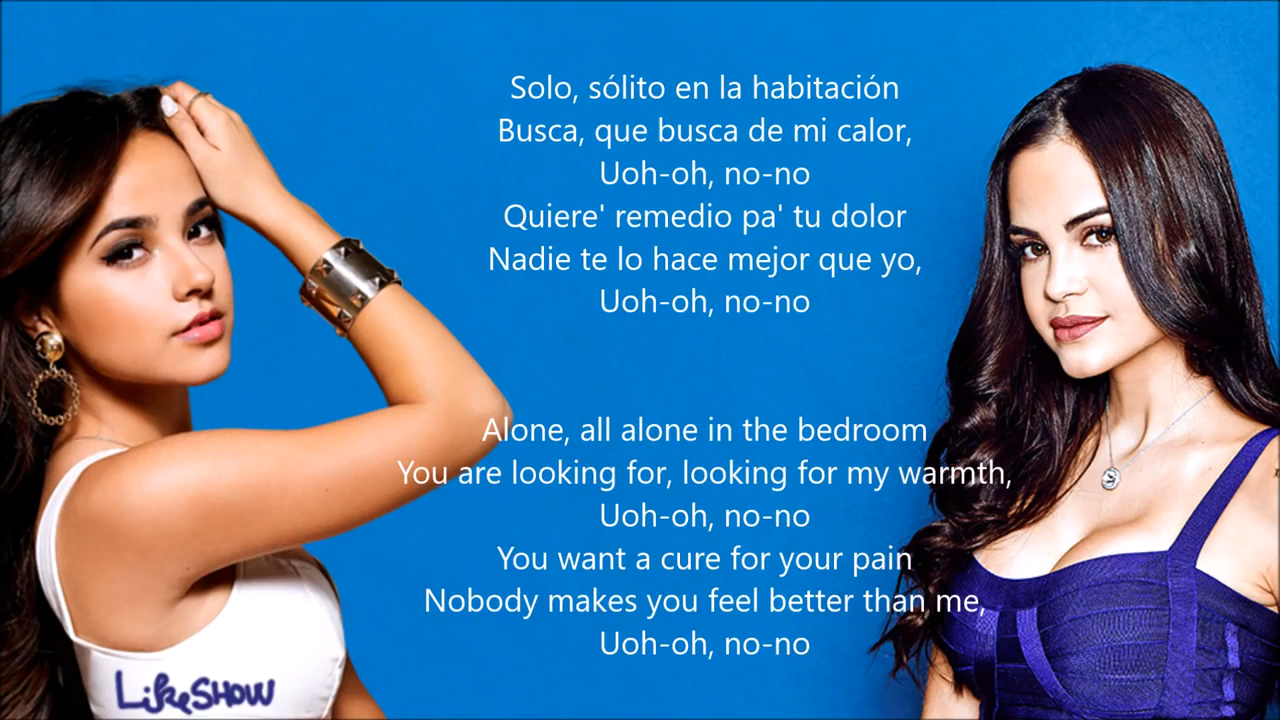 Solo, sólito en la habitación
Busca, que busca de mi calor,
Uoh-oh, no-no
Quiere' remedio pa' tu dolor
Nadie te lo hace mejor que yo,
Uoh-oh, no-no
Alone, all alone in the bedroom
You are looking for, looking for my warmth,
Uoh-oh, no-no
You want a cure for your pain
Nobody makes you feel better than me,
Uoh-oh, no-no
LikeSHOW